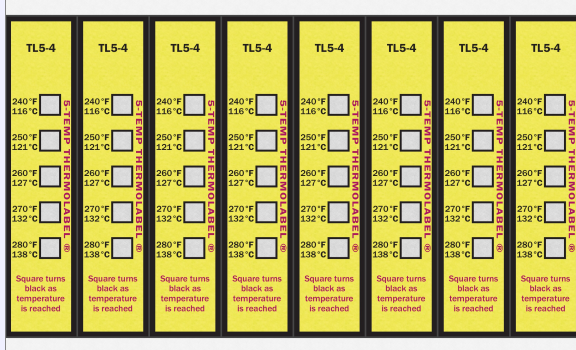 TL5-4
240°F
116°C
250°F
121°C
260°F
127°C
270°F
132°C
280°F
138°C
5-TEMP THERMOLABEL®
Square turns
black as
temperature
is reached
TL5-4
240°F
116°C
250°F
121°C
260°F
127°C
270°F
132°C
280°F
138°C
5-TEMP THERMOLABEL®
Square turns
black as
temperature
is reached
TL5-4
240°F
116°C
250°F
121°C
260°F
127°C
270°F
132°C
280°F
138°C
5-TEMP THERMOLABEL®
Square turns
black as
temperature
is reached
TL5-4
240°F
116°C
250°F
121°C
260°F
127°C
270°F
132°C
280°F
138°C
5-TEMP THERMOLABEL®
Square turns
black as
temperature
is reached
TL5-4
240°F
116°C
250°F
121°C
260°F
127°C
270°F
132°C
280°F
138°C
5-TEMP THERMOLABEL®
Square turns
black as
temperature
is reached
TL5-4
240°F
116°C
250°F
121°C
260°F
127°C
270°F
132°C
280°F
138°C
5-TEMP THERMOLABEL®
Square turns
black as
temperature
is reached
TL5-4
240°F
116°C
250°F
121°C
260°F
127°C
270°F
132°C
280°F
138°C
5-TEMP THERMOLABEL®
Square turns
black as
temperature
is reached
TL5-4
240°F
116°C
250°F
121°C
260°F
127°C
270°F
132°C
280°F
138°C
5-TEMP THERMOLABEL®
Square turns
black as
temperature
is reached